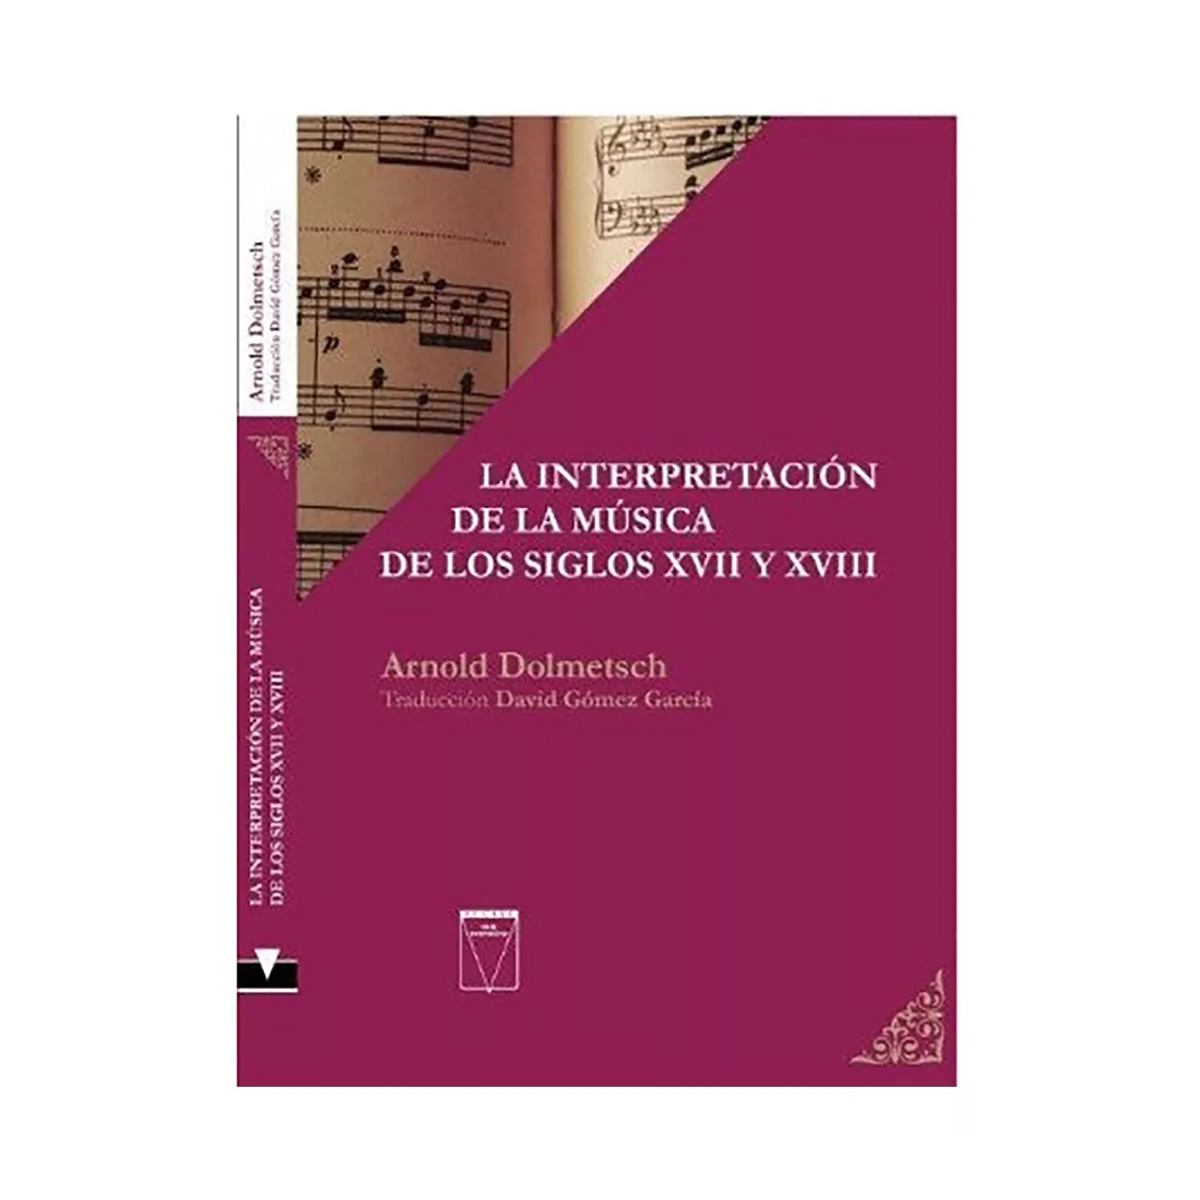 Arnold Dolmetsch
Traducción David Gómez García
LA INTERPRETACIÓN DE LA MÚSICA
DE LOS SIGLOS XVII Y XVIII
p
LA INTERPRETACIÓN
DE LA MÚSICA
DE LOS SIGLOS XVII Y XVIII
Arnold Dolmetsch
Traducción David Gómez García